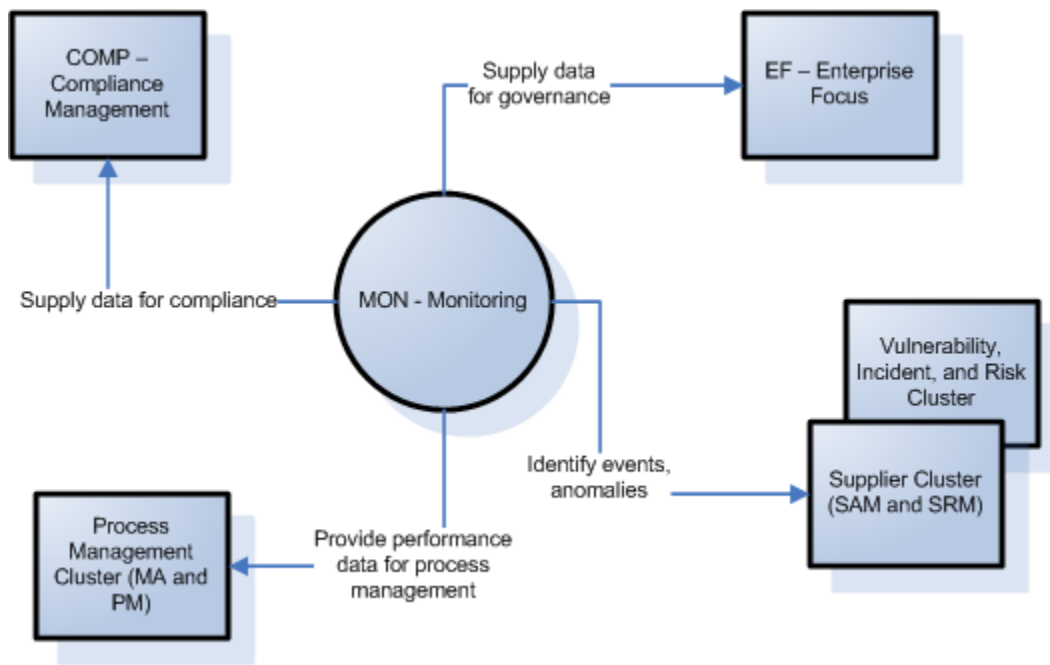 COMP –
Compliance
Management
Supply data
for governance
EF – Enterprise
Focus
Supply data for compliance
MON - Monitoring
Vulnerability,
Incident, and Risk
Cluster
Identify events,
anomalies
Supplier Cluster
(SAM and SRM)
Process
Management
Cluster (MA and
PM)
Provide performance
data for process
management